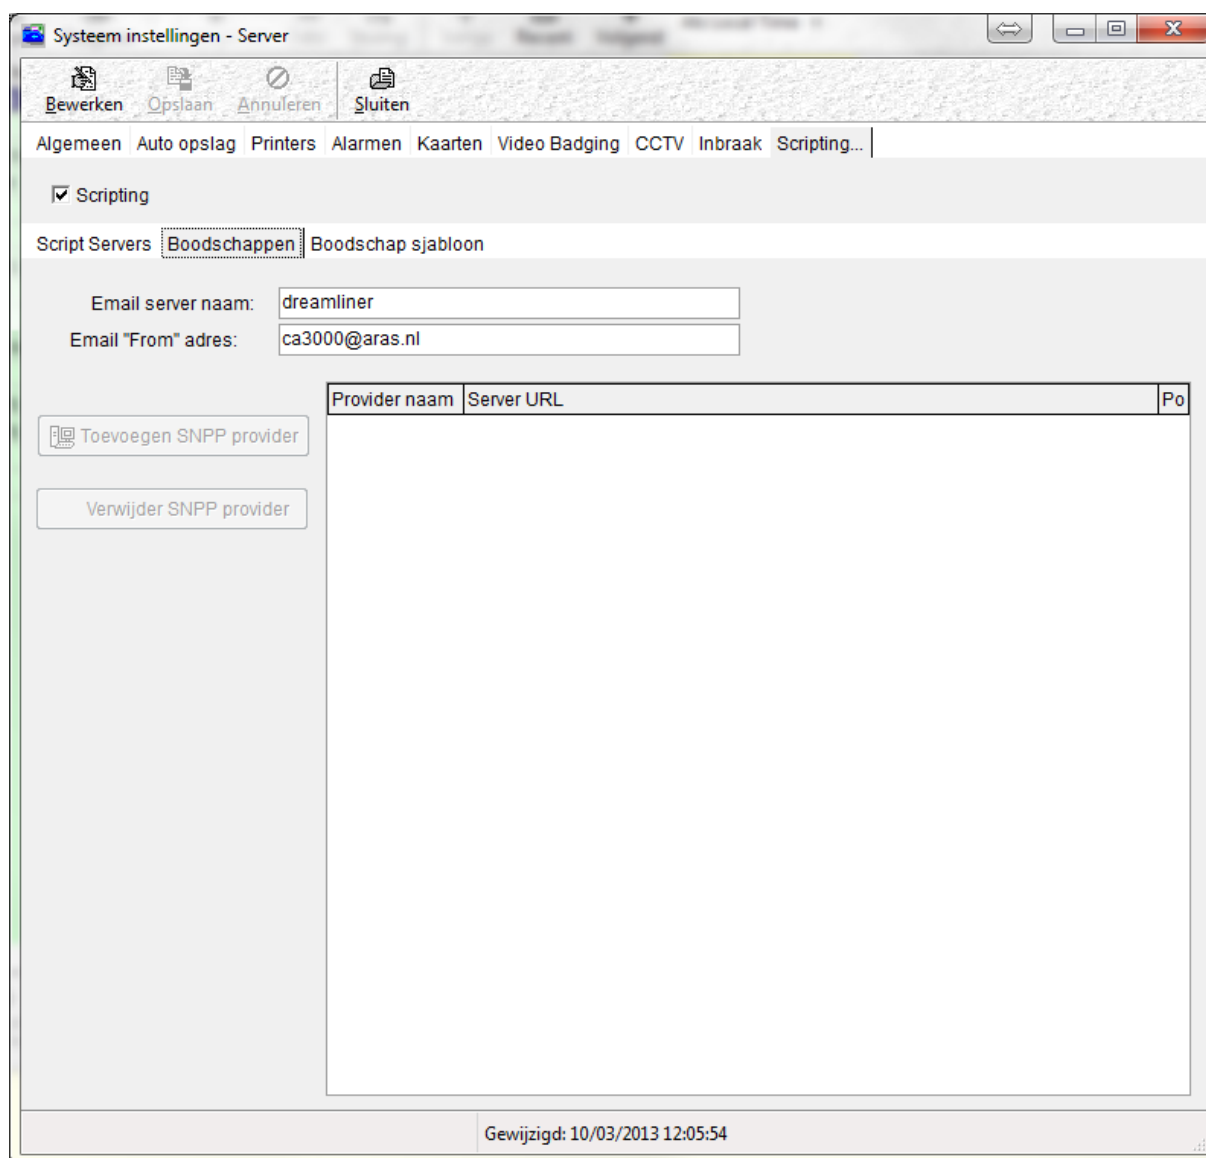 Systeem instellingen - Server
Bewerken Opslaan Annuleren Sluiten
Algemeen Auto opslag Printers Alarmen Kaarten Video Badging CCTV Inbraak Scripting...
Scripting
Script Servers Boodschappen Boodschap sjabloon
Email server naam: dreamliner
Email "From" adres: ca3000@aras.nl
Provider naam Server URL Po
Toevoegen SNPP provider
Verwijder SNPP provider
Gewijzigd: 10/03/2013 12:05:54